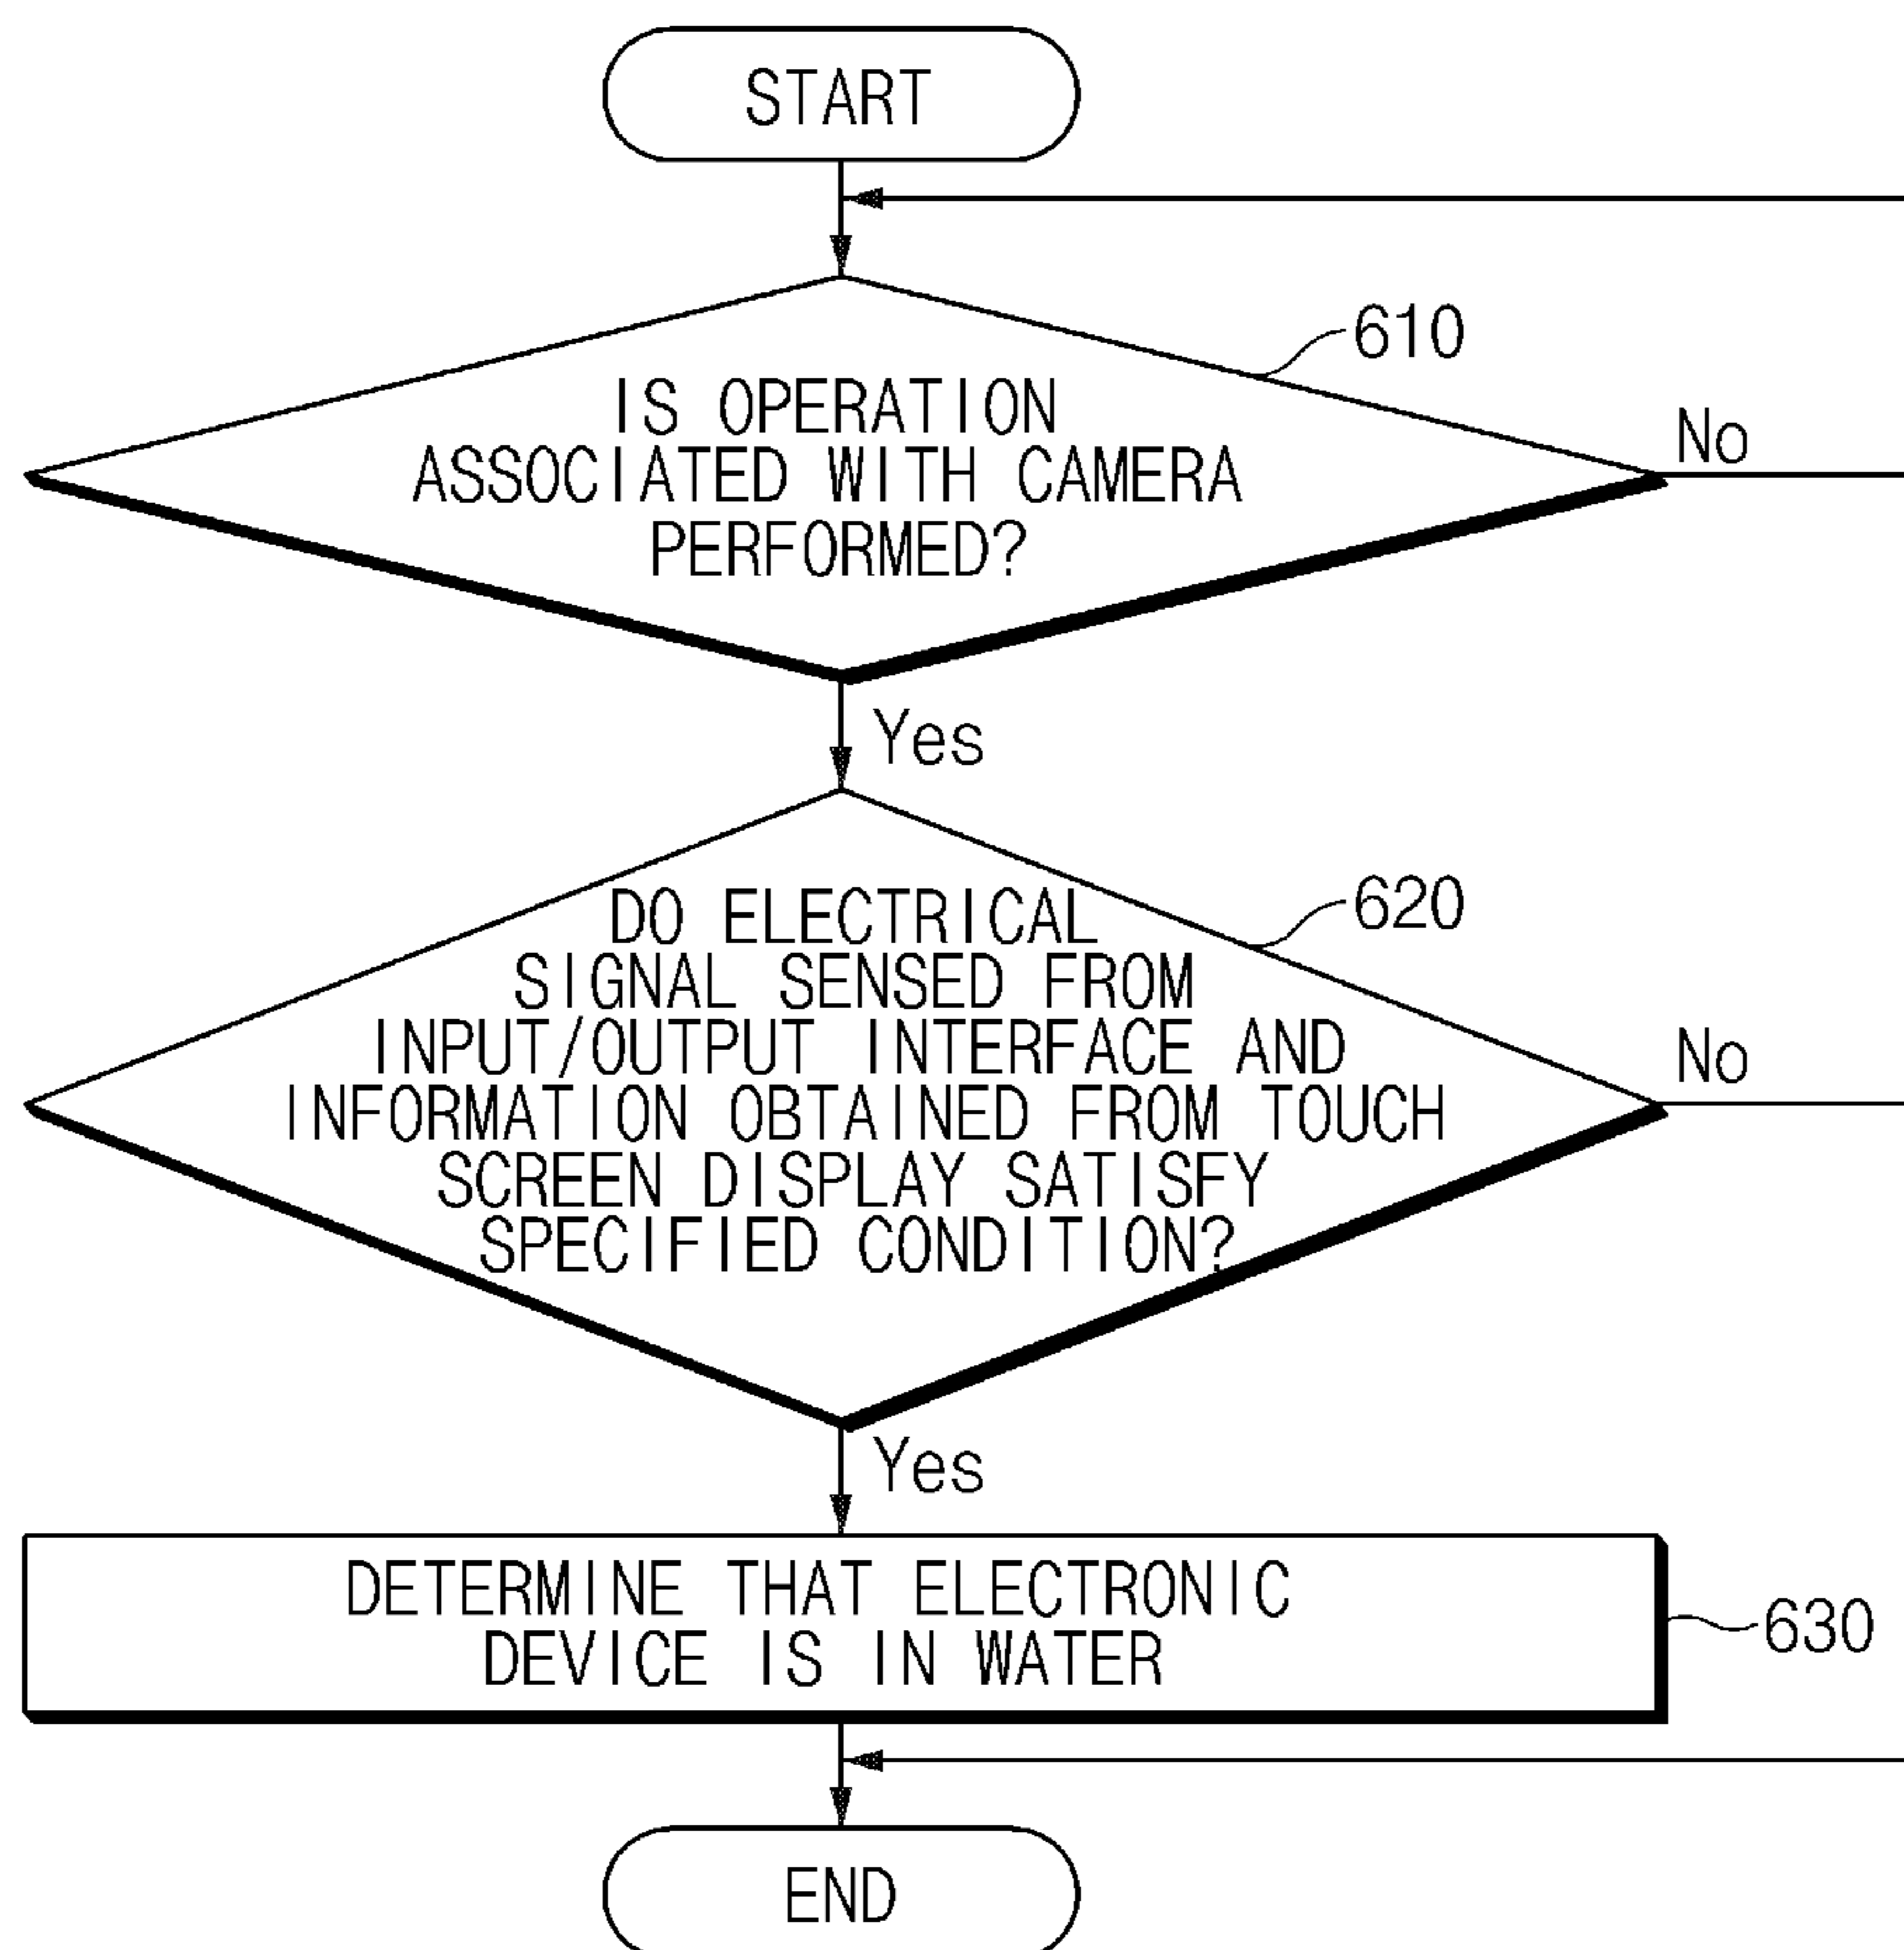 START
610
IS OPERATION
ASSOCIATED WITH CAMERA
PERFORMED?
No
Yes
620
DO ELECTRICAL
SIGNAL SENSED FROM
INPUT/OUTPUT INTERFACE AND
INFORMATION OBTAINED FROM TOUCH
SCREEN DISPLAY SATISFY
SPECIFIED CONDITION?
No
Yes
DETERMINE THAT ELECTRONIC
DEVICE IS IN WATER
630
END